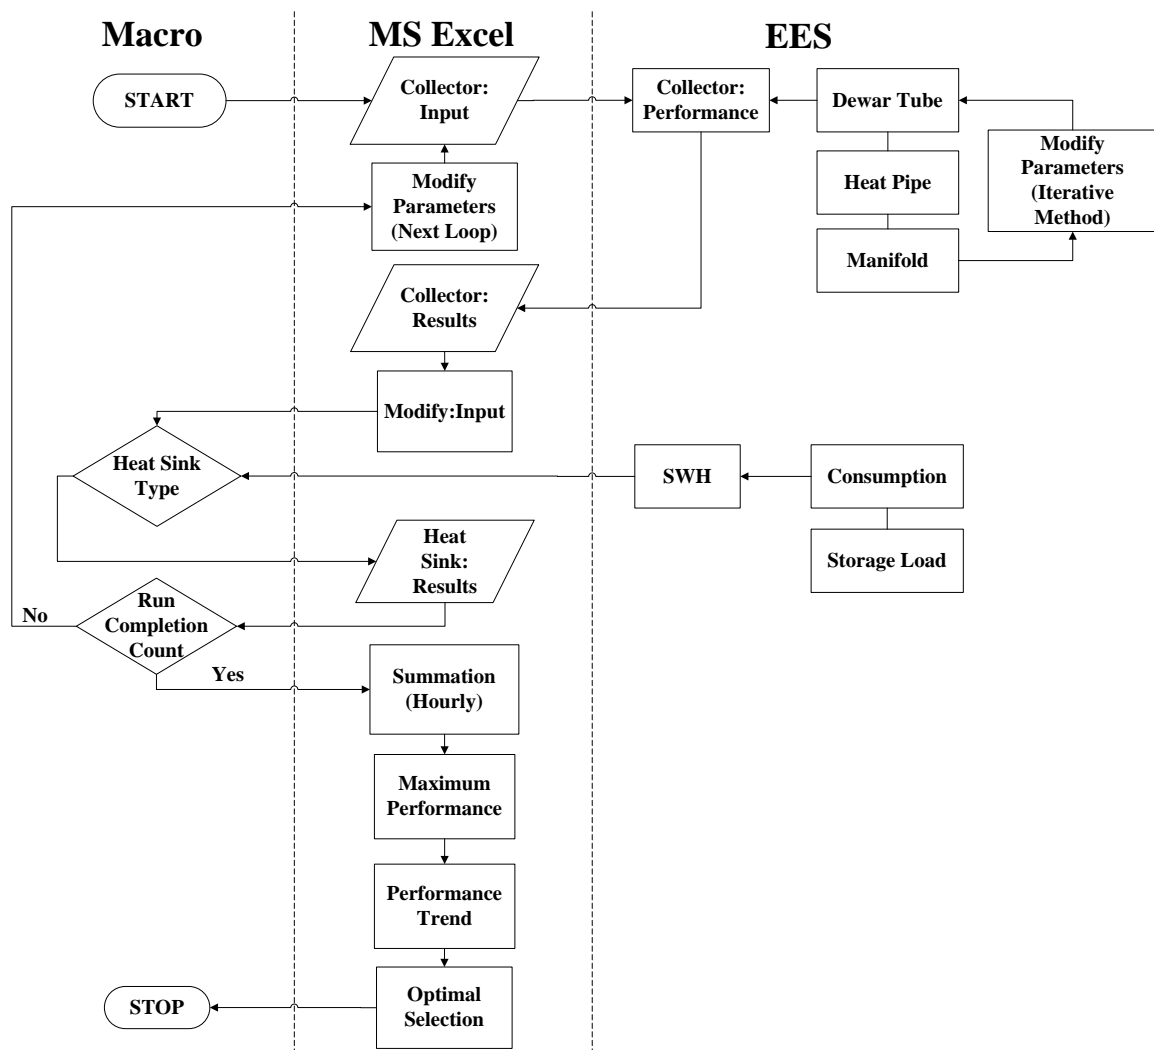 Macro
MS Excel
EES
START
Collector:
Input
Collector:
Performance
Dewar Tube
Modify
Parameters
(Iterative
Method)
Heat Pipe
Manifold
Modify
Parameters
(Next Loop)
Collector:
Results
Modify:Input
Heat Sink
Type
SWH
Consumption
Storage Load
Heat
Sink:
Results
No
Run
Completion
Count
Yes
Summation
(Hourly)
Maximum
Performance
Performance
Trend
Optimal
Selection
STOP